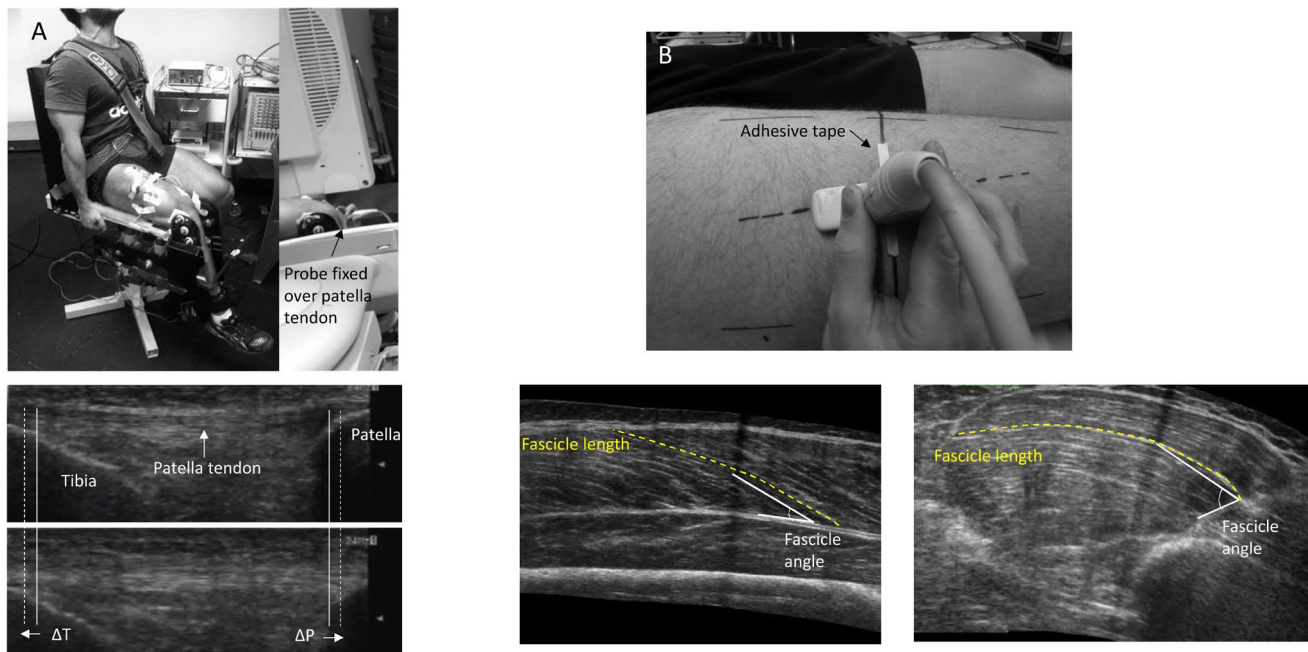 A
Probe fixed
over patella
tendon
Patella
Patella tendon
Tibia
ΔT
ΔP
B
Adhesive tape
Fascicle length
Fascicle
angle
Fascicle length
Fascicle
angle